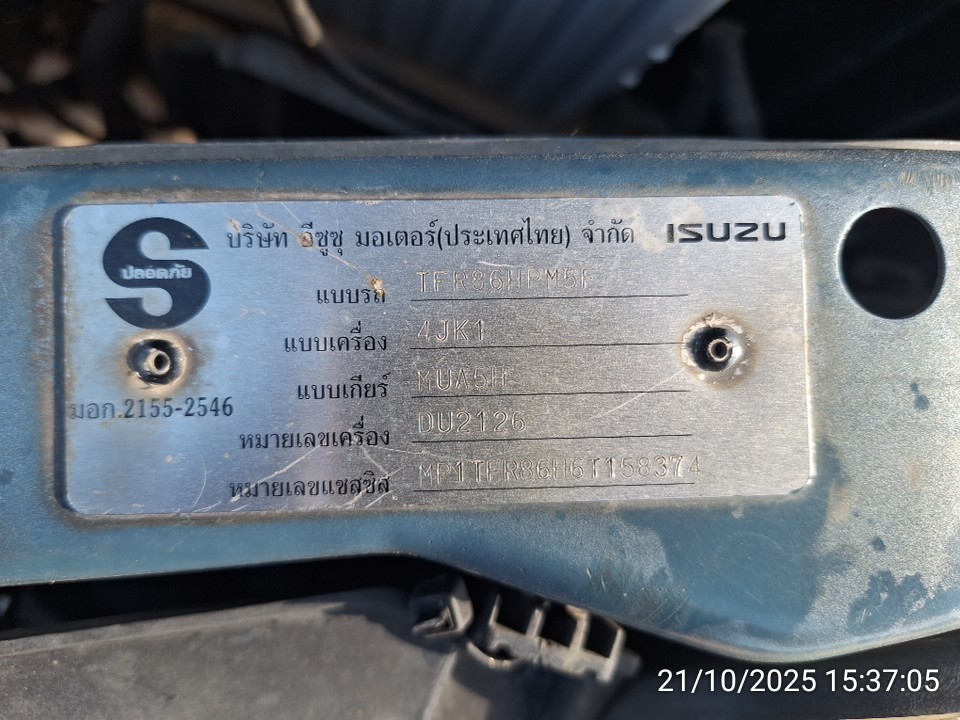 บริษัท อีซูซุ มอเตอร์(ประเทศไทย) จำกัด ISUZU
ปลอดภัย
แบบรถ TFR86HPM5F
แบบเครื่อง 4JK1
แบบเกียร์ MUA5H
มอก.2155-2546
หมายเลขเครื่อง DU2126
หมายเลขแชสซีส์ MP1TFR86H6T158374
21/10/2025 15:37:05